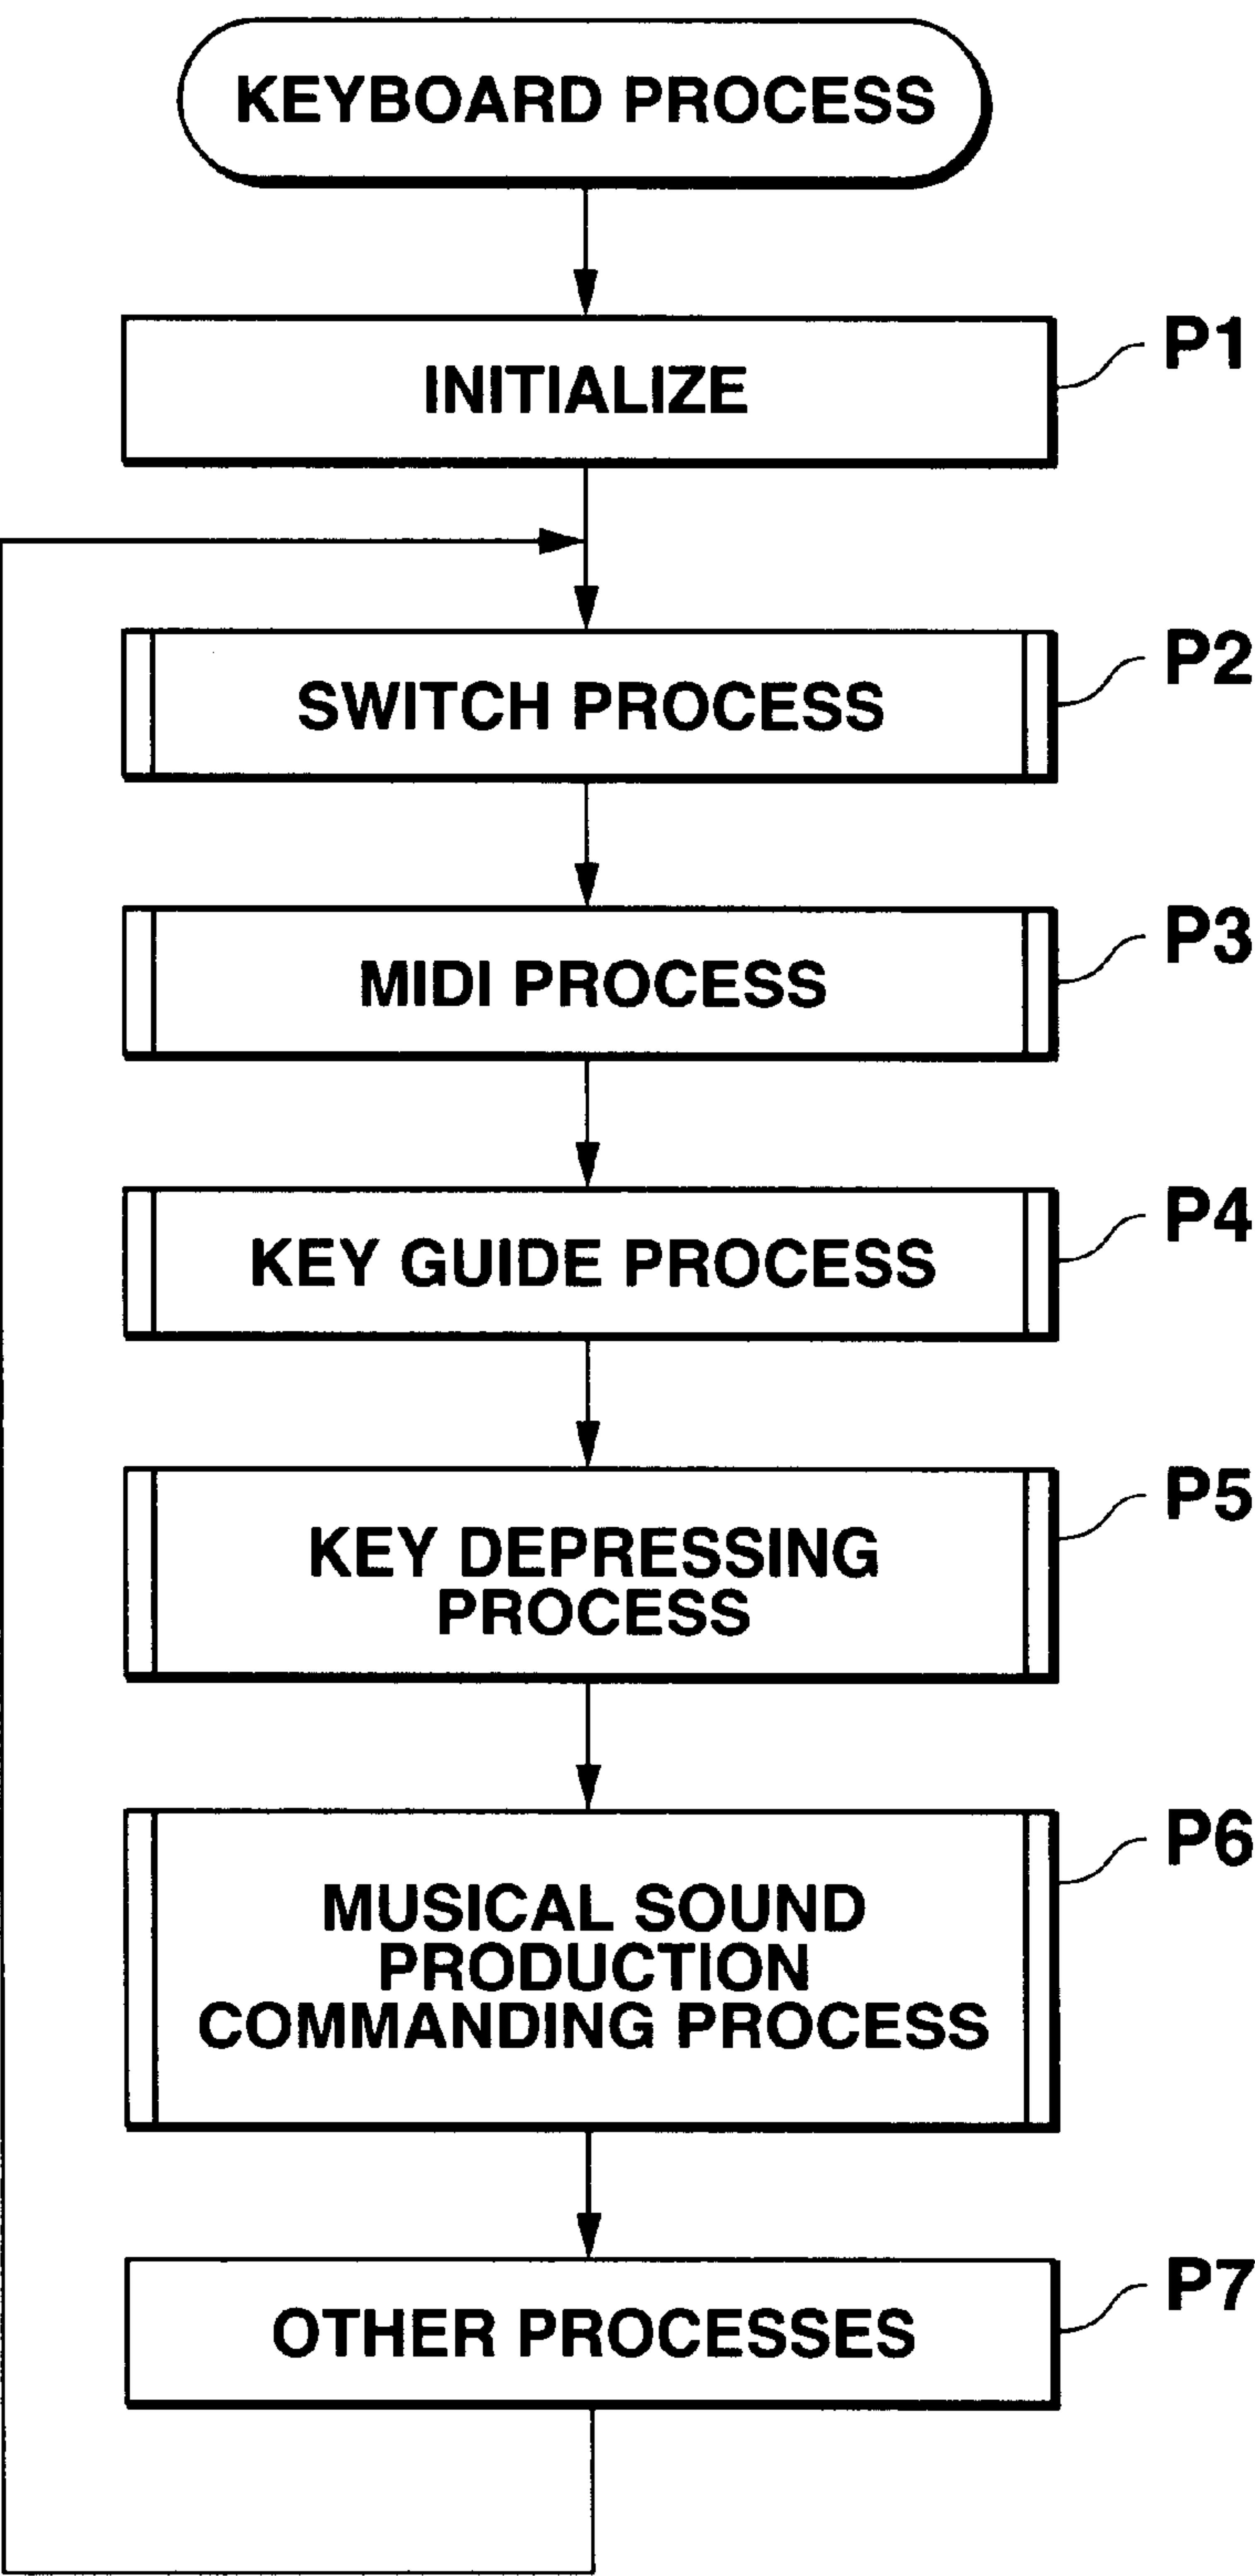 KEYBOARD PROCESS
INITIALIZE
P1
SWITCH PROCESS
P2
MIDI PROCESS
P3
KEY GUIDE PROCESS
P4
KEY DEPRESSING
PROCESS
P5
MUSICAL SOUND
PRODUCTION
COMMANDING PROCESS
P6
OTHER PROCESSES
P7